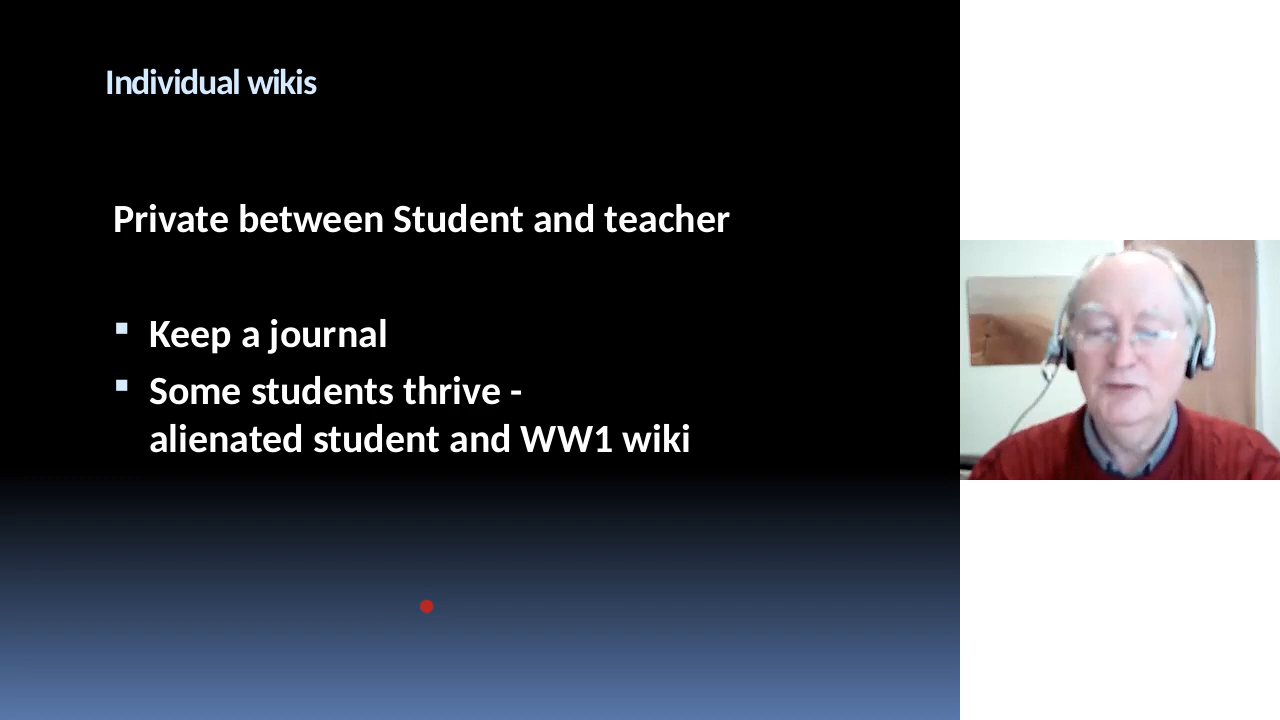 Individual wikis
Private between Student and teacher
Keep a journal
Some students thrive -
alienated student and WW1 wiki